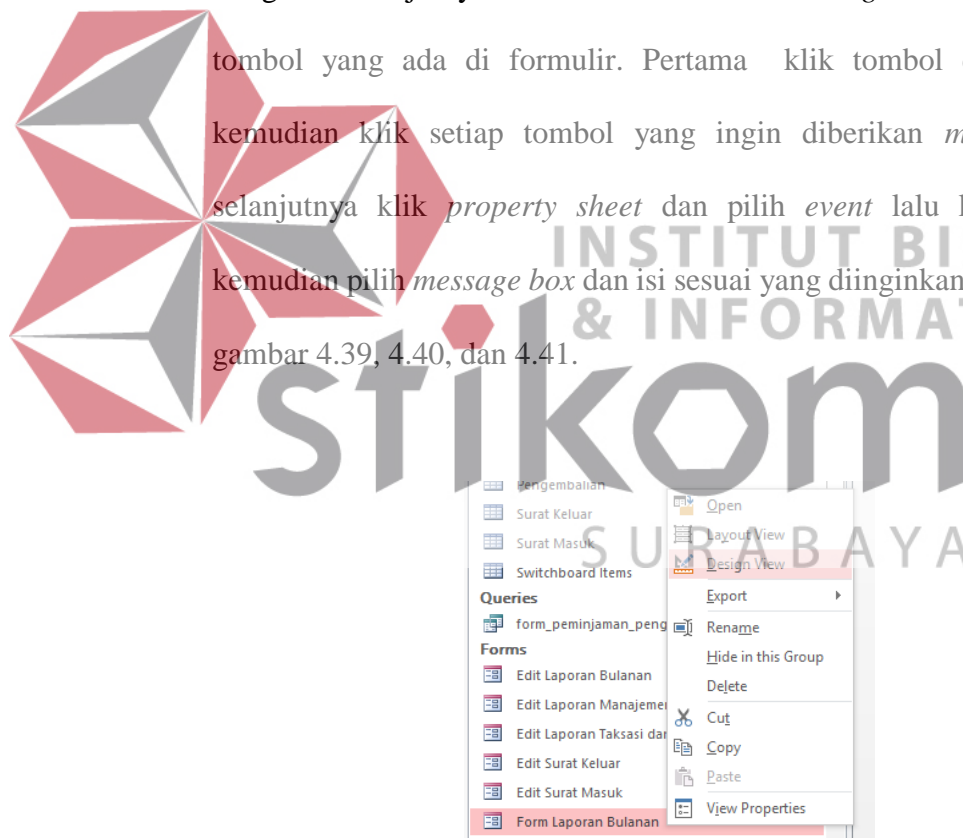 tombol yang ada di formulir. Pertama klik tombol
kemudian klik setiap tombol yang ingin diberikan
selanjutnya klik property sheet dan pilih event lalu
kemudian pilih message box dan isi sesuai yang diinginkan
gambar 4.39, 4.40, dan 4.41.
INSTITUT BI
& INFORMA
stikom
SURABAYA
Pengembalian
Surat Keluar
Surat Masuk
Switchboard Items
Queries
form_peminjaman_peng
Forms
Edit Laporan Bulanan
Edit Laporan Manajemen
Edit Laporan Taksasi dan
Edit Surat Keluar
Edit Surat Masuk
Form Laporan Bulanan
Open
Layout View
Design View
Export
Rename
Hide in this Group
Delete
Cut
Copy
Paste
View Properties